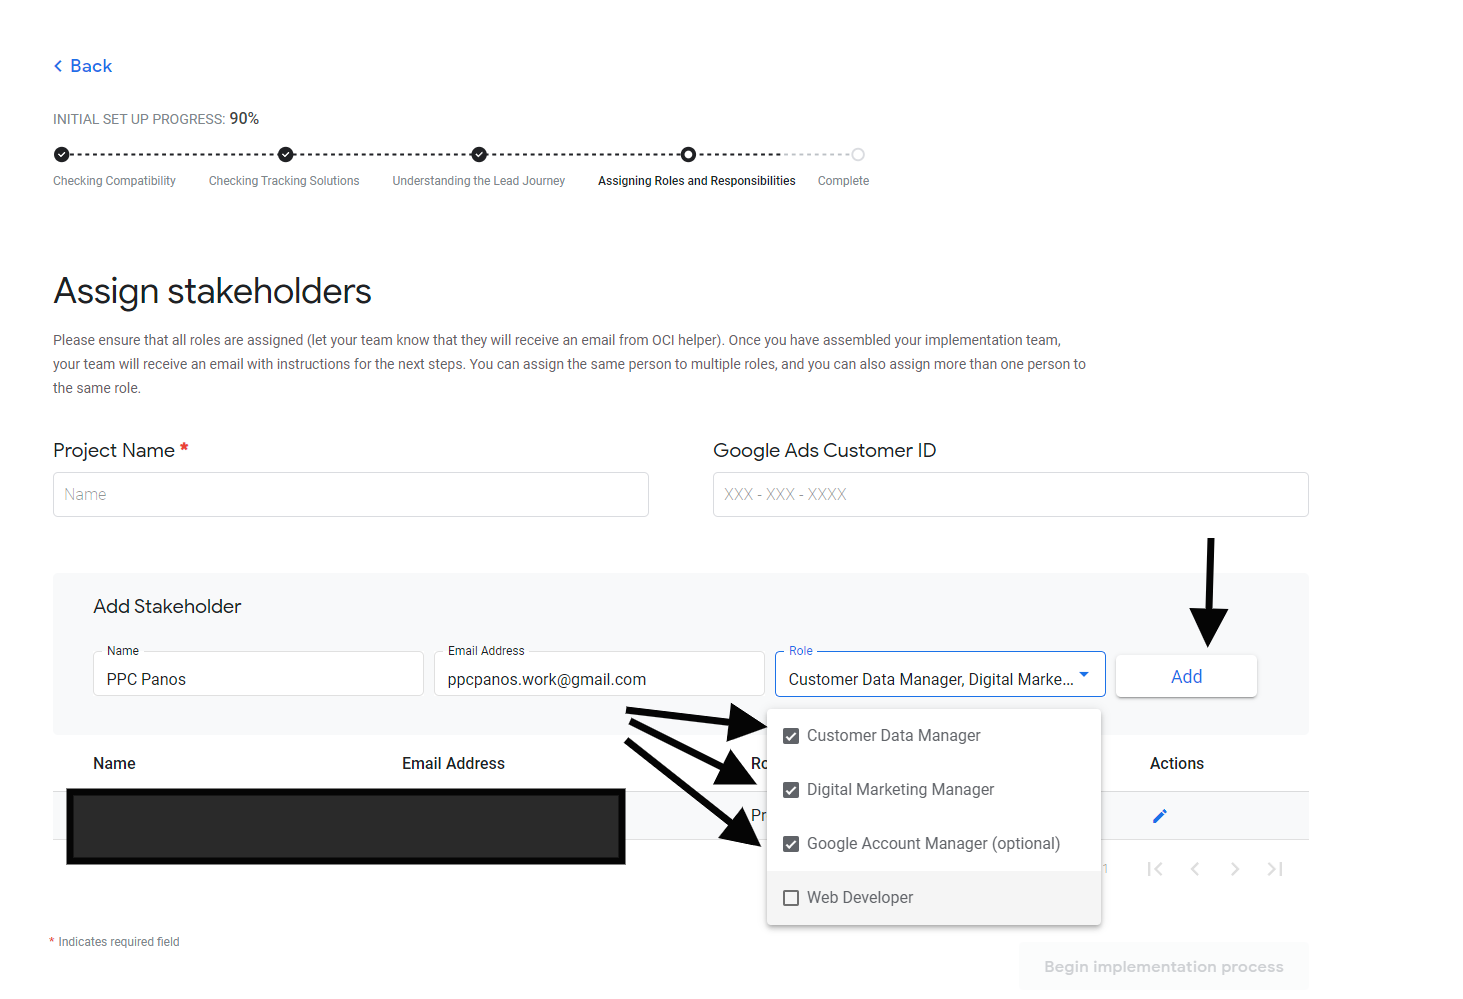 Back
INITIAL SET UP PROGRESS: 90%
Checking Compatibility
Checking Tracking Solutions
Understanding the Lead Journey
Assigning Roles and Responsibilities
Complete
Assign stakeholders
Please ensure that all roles are assigned (let your team know that they will receive an email from OCI helper). Once you have assembled your implementation team,
your team will receive an email with instructions for the next steps. You can assign the same person to multiple roles, and you can also assign more than one person to
the same role.
Project Name *
Google Ads Customer ID
Name
XXX - XXX - XXXX
Add Stakeholder
Name
Email Address
Role
PPC Panos
ppcpanos.work@gmail.com
Customer Data Manager, Digital Marke...
Add
Customer Data Manager
Name
Email Address
Ro
Actions
Digital Marketing Manager
Pr
Google Account Manager (optional)
1
Web Developer
* Indicates required field
Begin implementation process